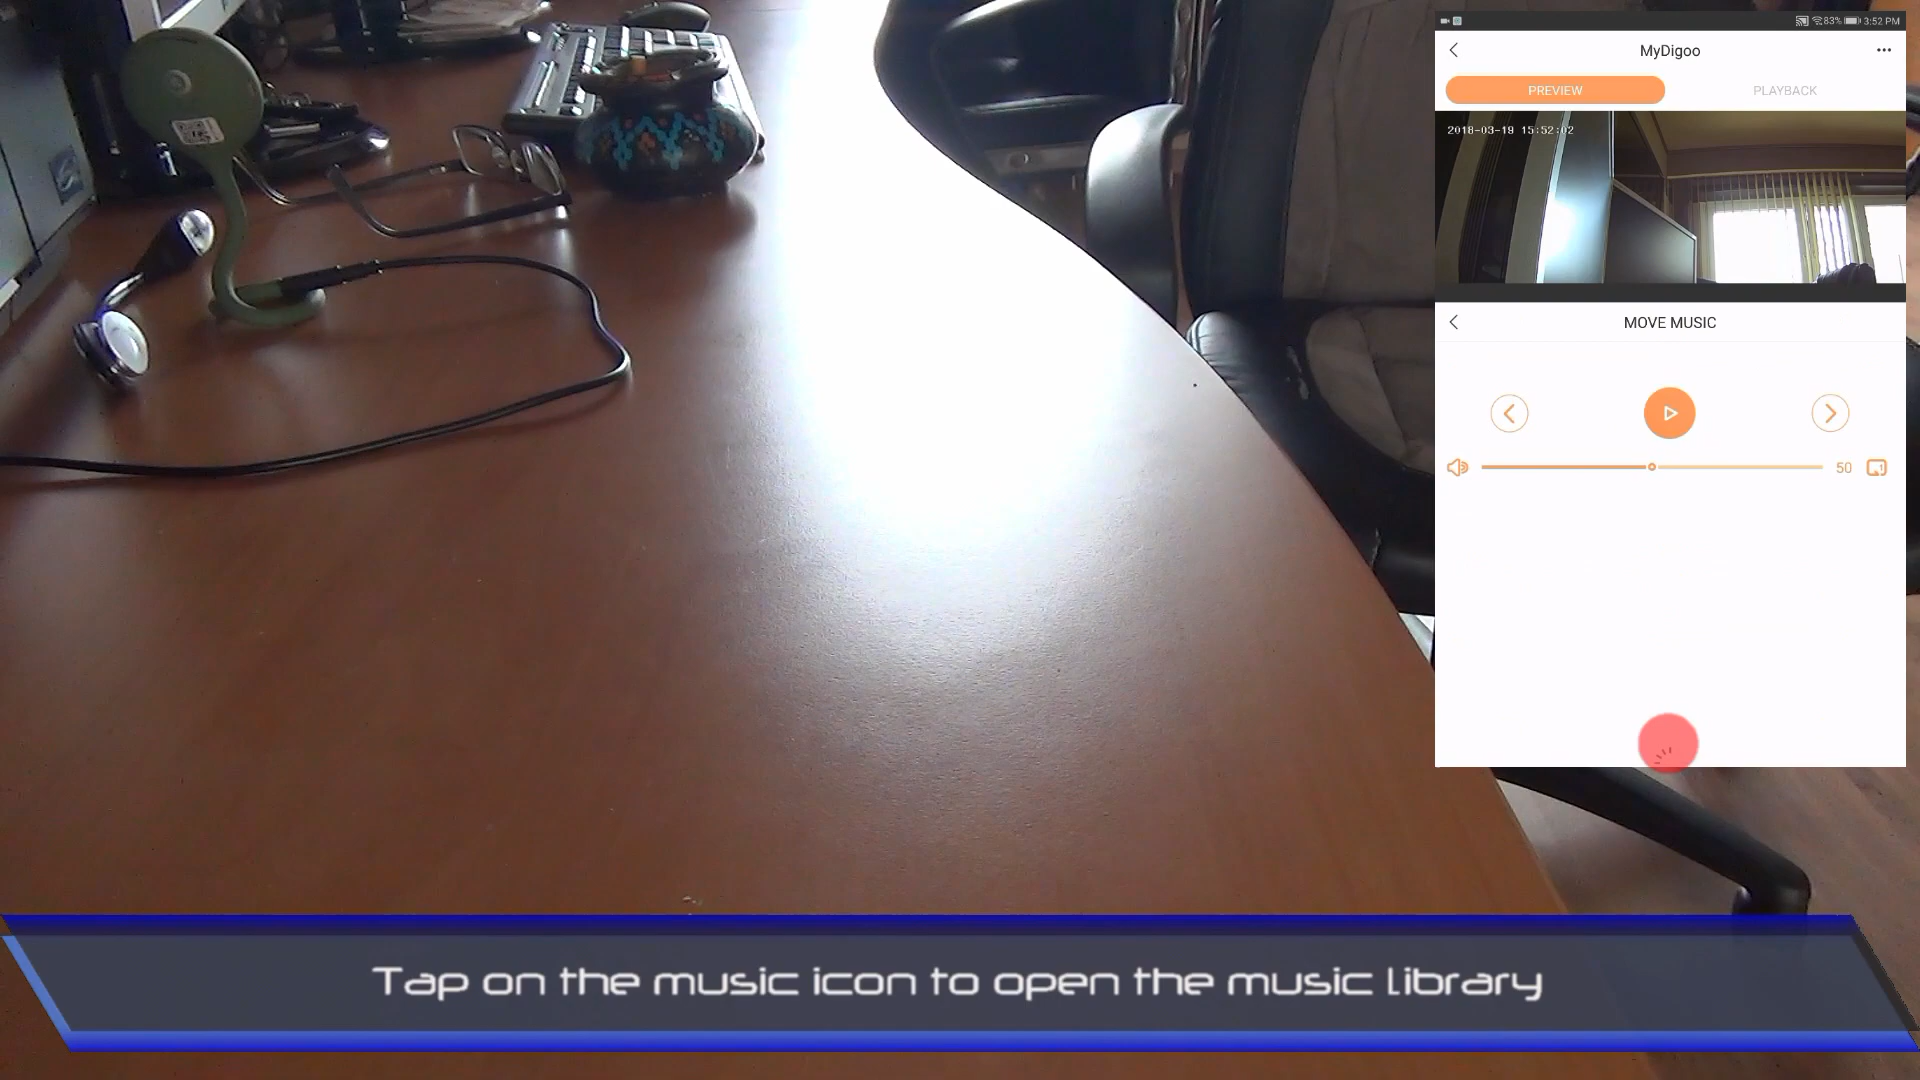 83% 3:52 PM
MyDigoo
PREVIEW PLAYBACK
2018-03-19 15:52:02
MOVE MUSIC
50
Tap on the music icon to open the music library